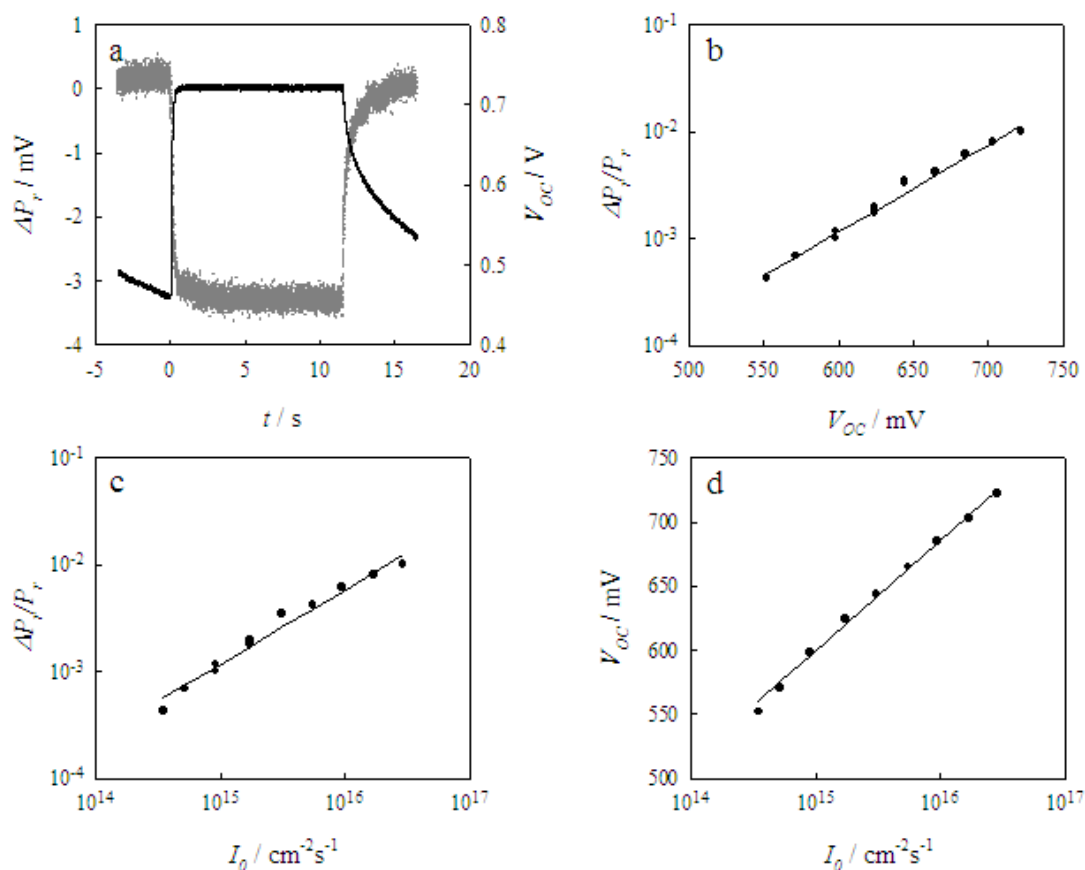 a
1
0
-1
-2
-3
-4
ΔP_r / mV
0.8
0.7
0.6
0.5
0.4
V_OC / V
-5 0 5 10 15 20
t / s
b
10^-1
10^-2
10^-3
10^-4
ΔP_r/P_r
500 550 600 650 700 750
V_OC / mV
c
10^-1
10^-2
10^-3
10^-4
ΔP_r/P_r
10^14 10^15 10^16 10^17
I_0 / cm^-2s^-1
d
750
700
650
600
550
500
V_OC / mV
10^14 10^15 10^16 10^17
I_0 / cm^-2s^-1